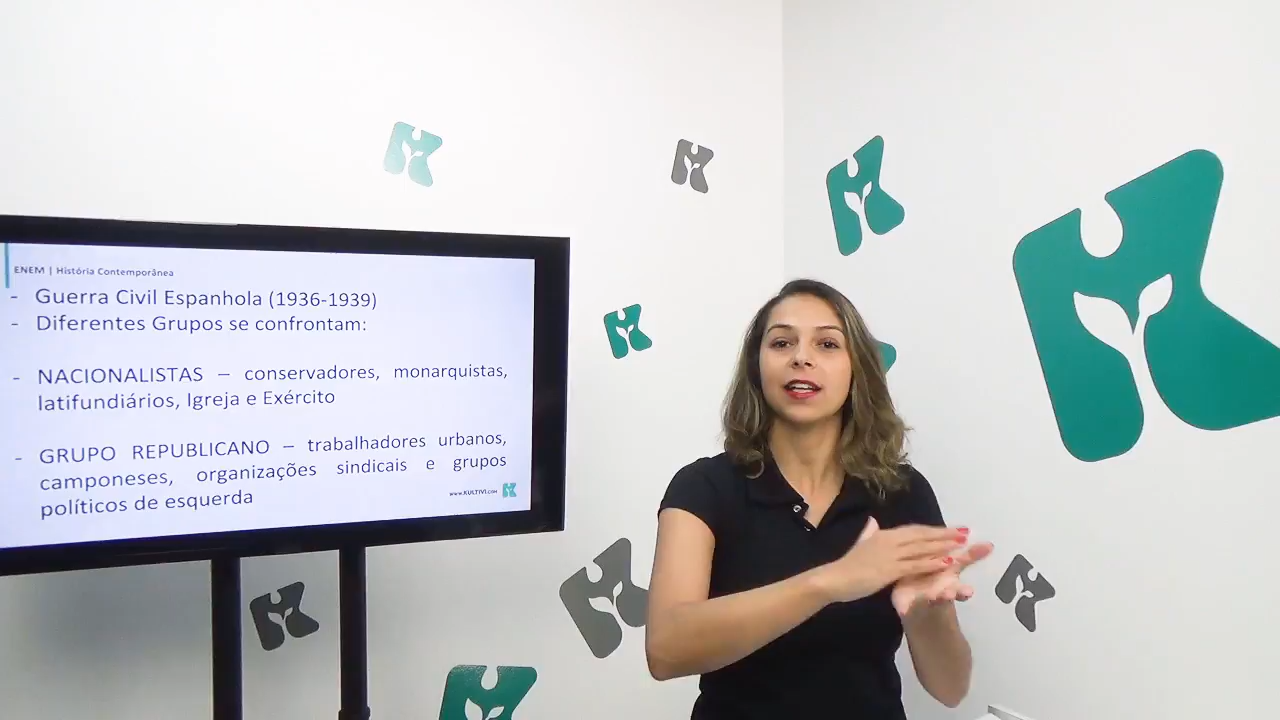 ENEM | História Contemporânea
- Guerra Civil Espanhola (1936-1939)
- Diferentes Grupos se confrontam:
- NACIONALISTAS – conservadores, monarquistas,
latifundiários, Igreja e Exército
- GRUPO REPUBLICANO – trabalhadores urbanos,
camponeses, organizações sindicais e grupos
políticos de esquerda
www.KULTIVI.com